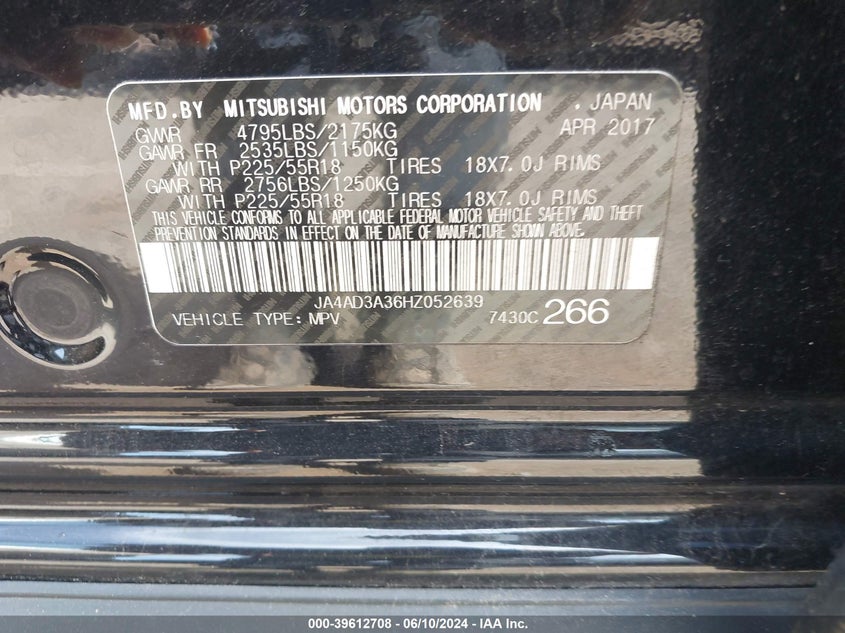 MFD.BY MITSUBISHI MOTORS CORPORATION . JAPAN
GVWR 4795LBS/2175KG APR 2017
GAWR FR 2535LBS/1150KG
WITH P225/55R18 TIRES 18X7.0J RIMS
GAWR RR 2756LBS/1250KG
WITH P225/55R18 TIRES 18X7.0J RIMS
THIS VEHICLE CONFORMS TO ALL APPLICABLE FEDERAL MOTOR VEHICLE SAFETY AND THEFT
PREVENTION STANDARDS IN EFFECT ON THE DATE OF MANUFACTURE SHOWN ABOVE.
JA4AD3A36HZ052639
VEHICLE TYPE: MPV 7430C 266
000-39612708 - 06/10/2024 - IAA Inc.